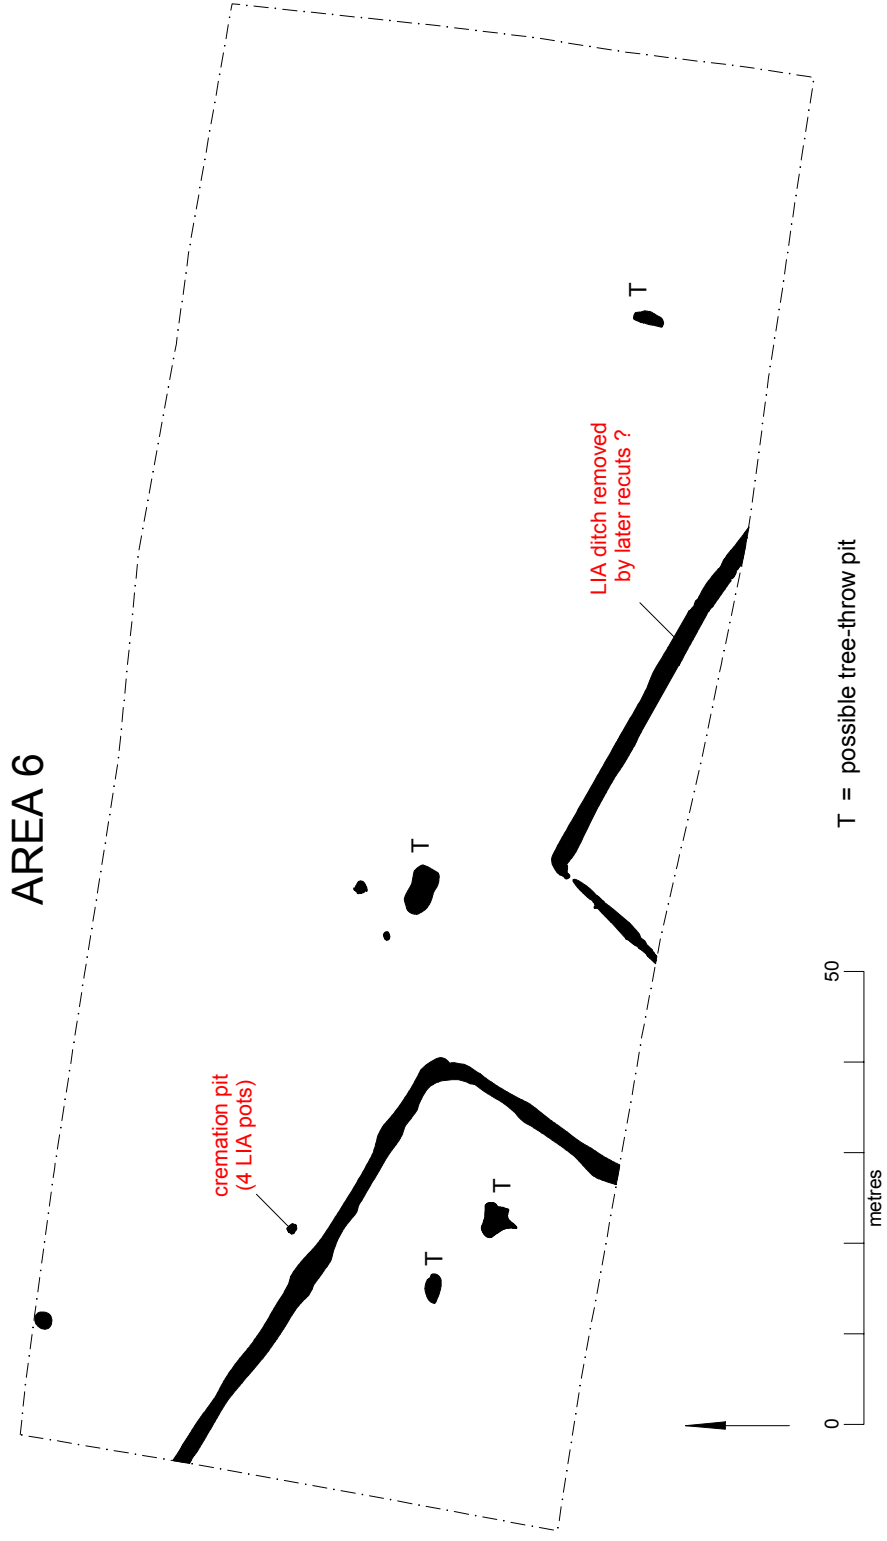 AREA 6
cremation pit
(4 LIA pots)
T
T
T
LIA ditch removed
by later recuts ?
T
0
50
metres
T = possible tree-throw pit